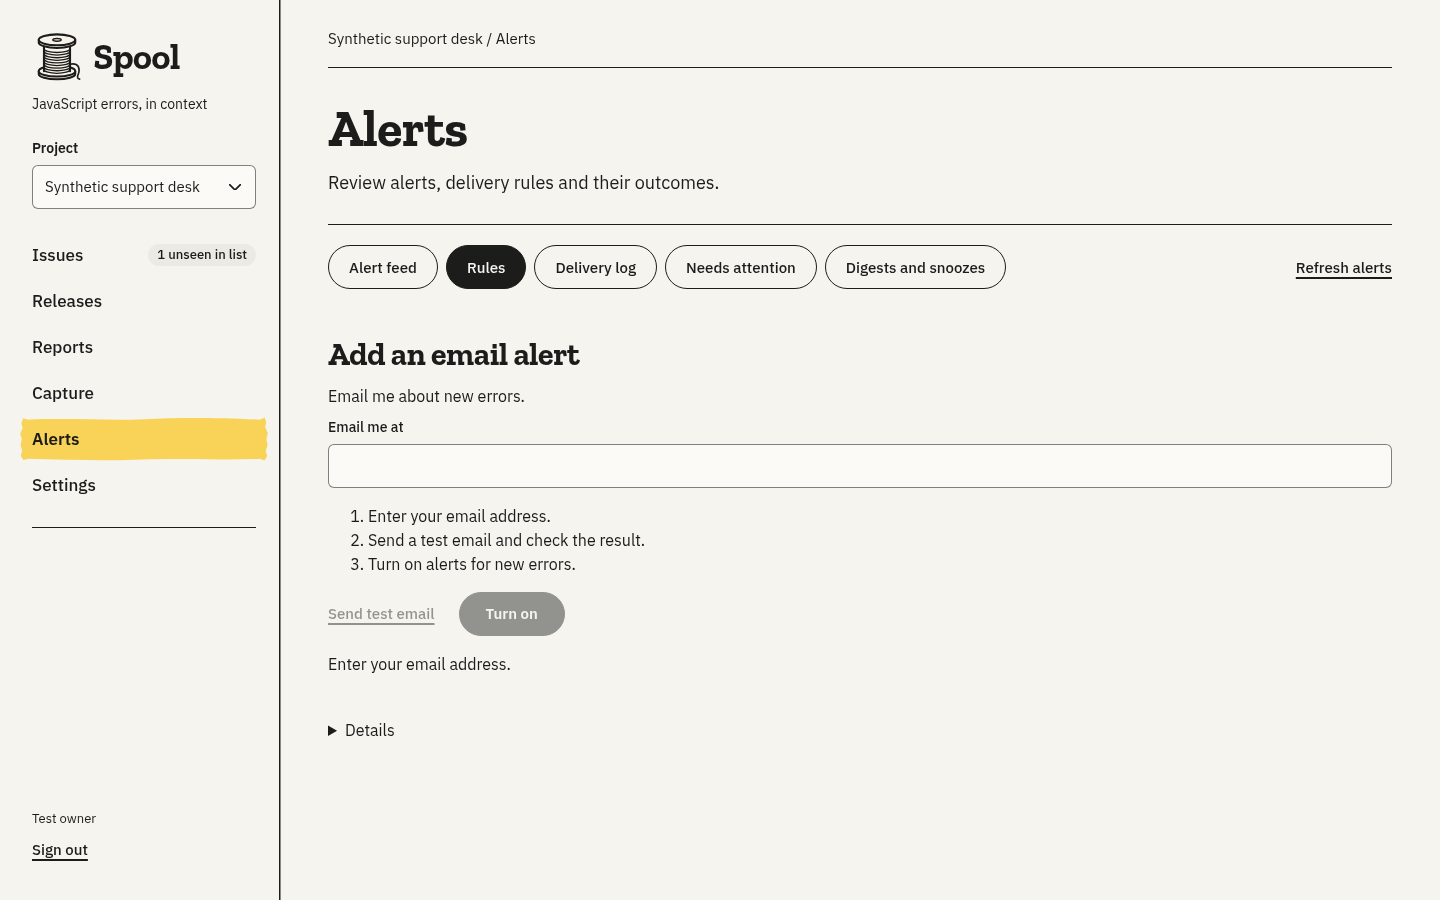 Spool
JavaScript errors, in context
Project
Synthetic support desk
Issues
1 unseen in list
Releases
Reports
Capture
Alerts
Settings
Test owner
Sign out
Synthetic support desk / Alerts
Alerts
Review alerts, delivery rules and their outcomes.
Alert feed
Rules
Delivery log
Needs attention
Digests and snoozes
Refresh alerts
Add an email alert
Email me about new errors.
Email me at
1. Enter your email address.
2. Send a test email and check the result.
3. Turn on alerts for new errors.
Send test email
Turn on
Enter your email address.
Details